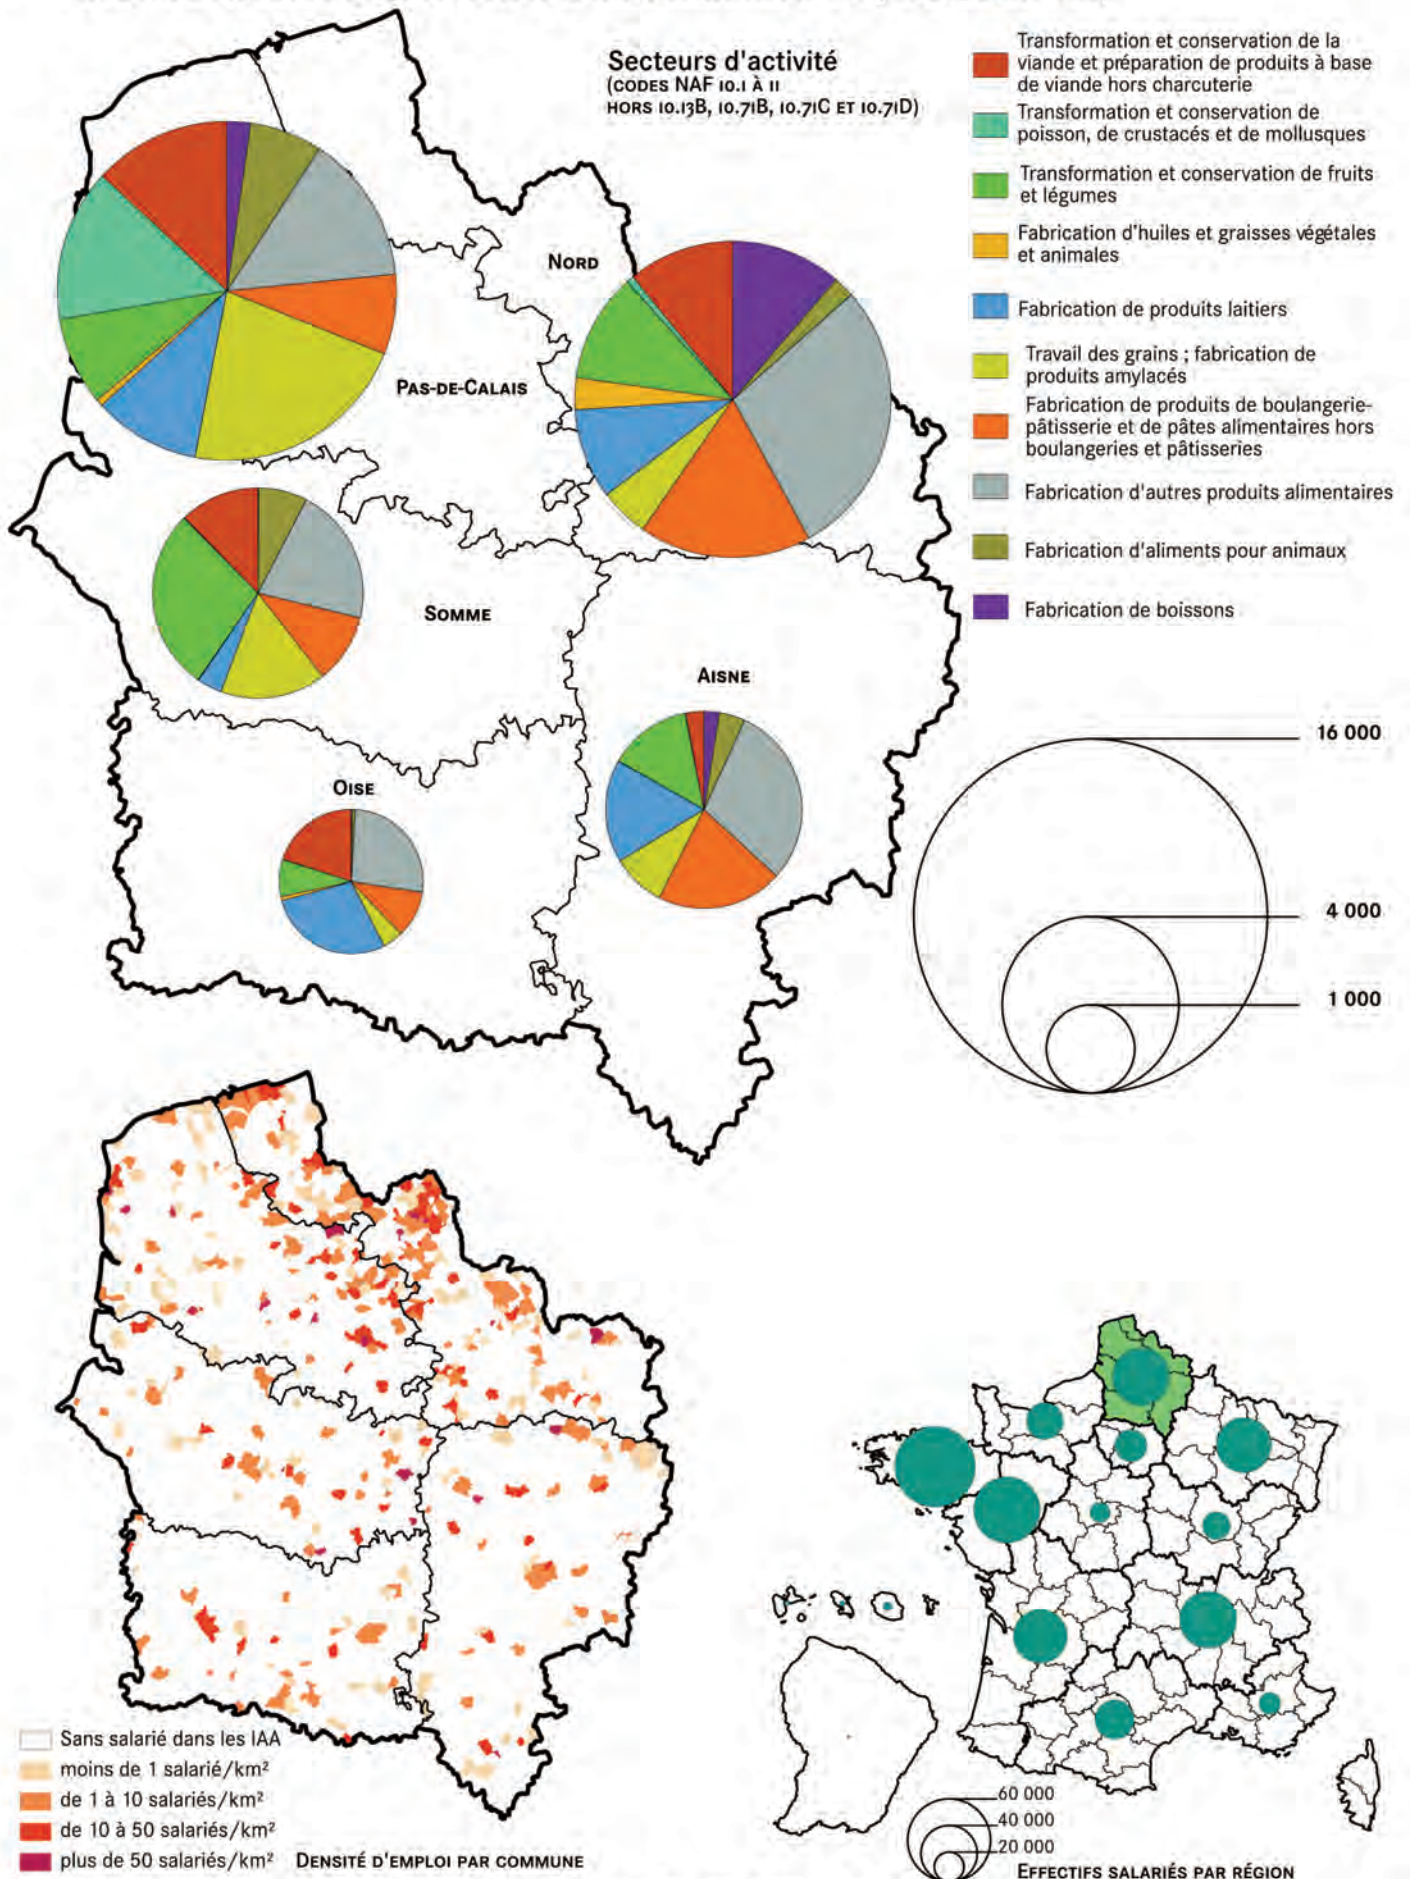 Secteurs d'activité
(CODES NAF 10.1 À 11
HORS 10.13B, 10.71B, 10.71C ET 10.71D)
Transformation et conservation de la
viande et préparation de produits à base
de viande hors charcuterie
Transformation et conservation de
poisson, de crustacés et de mollusques
Transformation et conservation de fruits
et légumes
Fabrication d'huiles et graisses végétales
et animales
Fabrication de produits laitiers
Travail des grains ; fabrication de
produits amylacés
Fabrication de produits de boulangerie-
pâtisserie et de pâtes alimentaires hors
boulangeries et pâtisseries
Fabrication d'autres produits alimentaires
Fabrication d'aliments pour animaux
Fabrication de boissons
NORD
PAS-DE-CALAIS
SOMME
AISNE
OISE
16 000
4 000
1 000
Sans salarié dans les IAA
moins de 1 salarié/km²
de 1 à 10 salariés/km²
de 10 à 50 salariés/km²
plus de 50 salariés/km²
DENSITÉ D'EMPLOI PAR COMMUNE
60 000
40 000
20 000
EFFECTIFS SALARIÉS PAR RÉGION